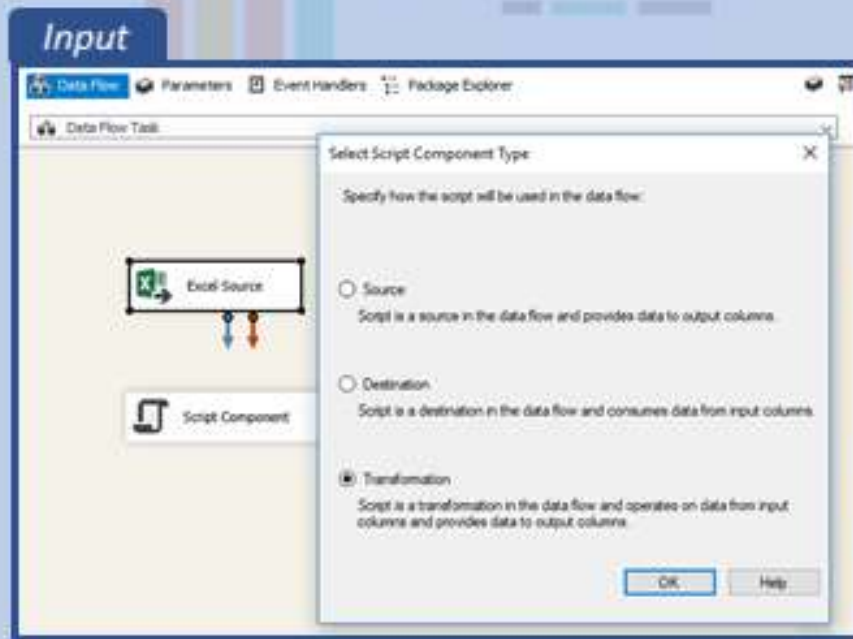 Input
Data Flow Parameters Event Handlers Package Explorer
Data Flow Task
Select Script Component Type
Specify how the script will be used in the data flow:
Excel Source
Source
Script is a source in the data flow and provides data to output columns.
Destination
Script is a destination in the data flow and consumes data from input columns.
Script Component
Transformation
Script is a transformation in the data flow and operates on data from input
columns and provides data to output columns.
OK Help